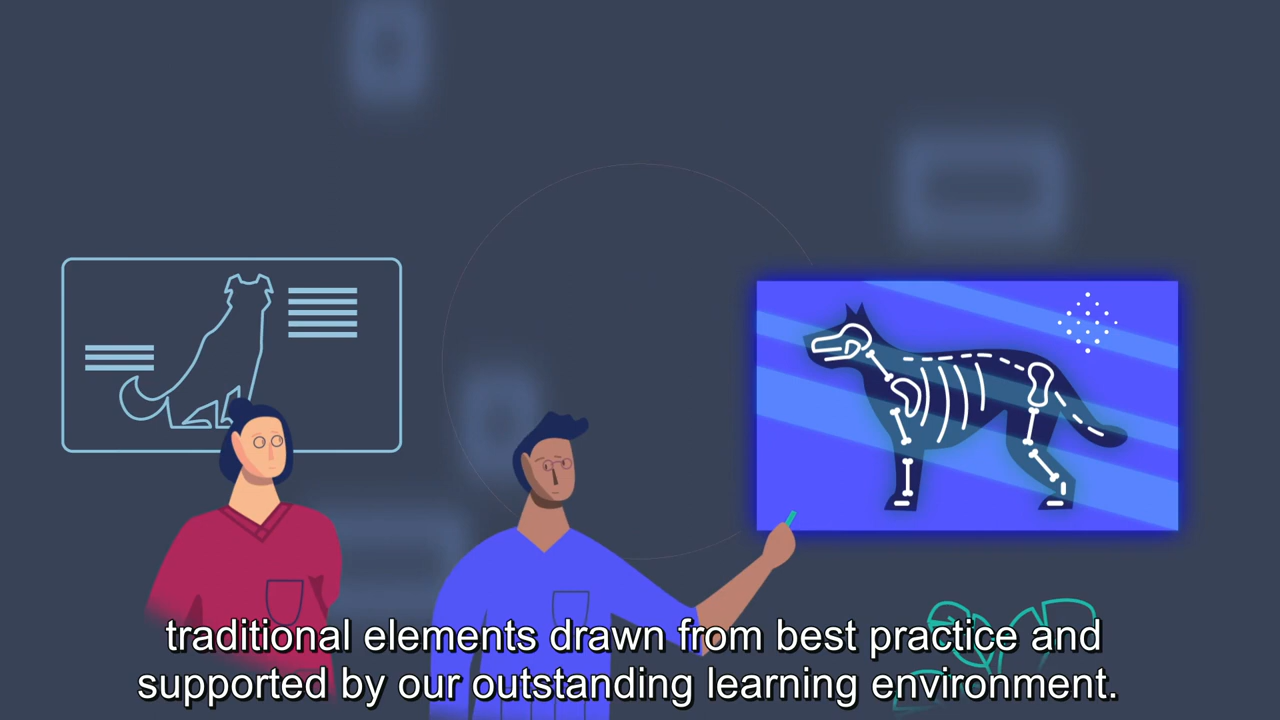 traditional elements drawn from best practice and
supported by our outstanding learning environment.